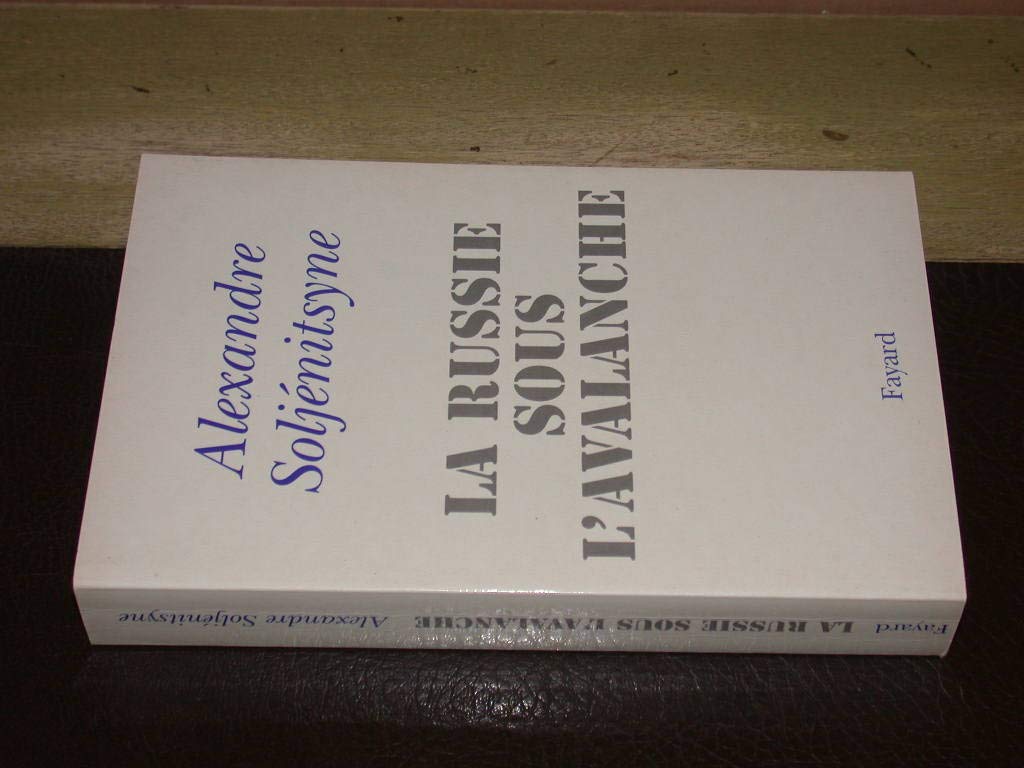 Alexandre
Soljénitsyne
LA RUSSIE
SOUS
L'AVALANCHE
Fayard
Alexandre Soljénitsyne LA RUSSIE SOUS L'AVALANCHE Fayard